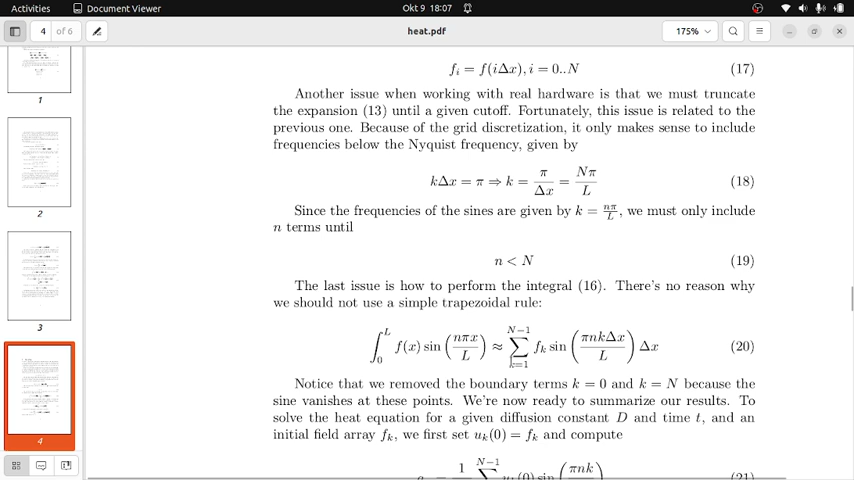 Activities Document Viewer Okt 9 18:07
4 of 6 heat.pdf 175%
1
2
3
4
f_i = f(iΔx), i = 0..N (17)
Another issue when working with real hardware is that we must truncate
the expansion (13) until a given cutoff. Fortunately, this issue is related to the
previous one. Because of the grid discretization, it only makes sense to include
frequencies below the Nyquist frequency, given by
kΔx = π ⇒ k = π/Δx = Nπ/L (18)
Since the frequencies of the sines are given by k = nπ/L, we must only include
n terms until
n < N (19)
The last issue is how to perform the integral (16). There's no reason why
we should not use a simple trapezoidal rule:
∫_0^L f(x) sin(nπx/L) ≈ ∑_{k=1}^{N−1} f_k sin(πnkΔx/L) Δx (20)
Notice that we removed the boundary terms k = 0 and k = N because the
sine vanishes at these points. We're now ready to summarize our results. To
solve the heat equation for a given diffusion constant D and time t, and an
initial field array f_k, we first set u_k(0) = f_k and compute
1 N−1 u_k(0) sin (πnk) (21)